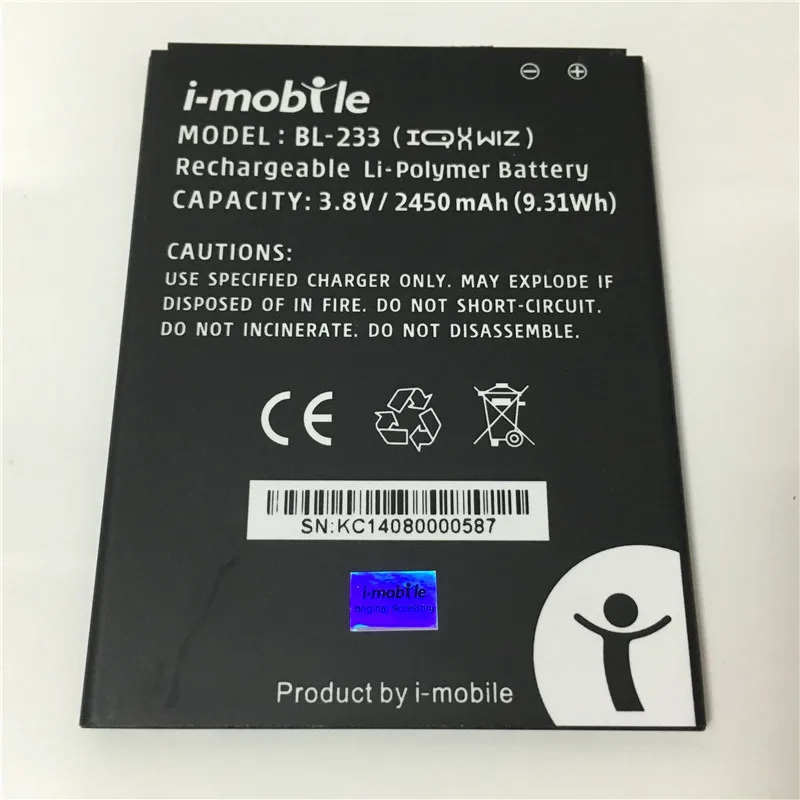 i-mobile
MODEL : BL-233 (IQXWIZ)
Rechargeable Li-Polymer Battery
CAPACITY: 3.8V / 2450 mAh (9.31Wh)
CAUTIONS:
USE SPECIFIED CHARGER ONLY. MAY EXPLODE IF
DISPOSED OF IN FIRE. DO NOT SHORT-CIRCUIT.
DO NOT INCINERATE. DO NOT DISASSEMBLE.
CE
SN:KC14080000587
i-mobile
Original Accessory
Product by i-mobile